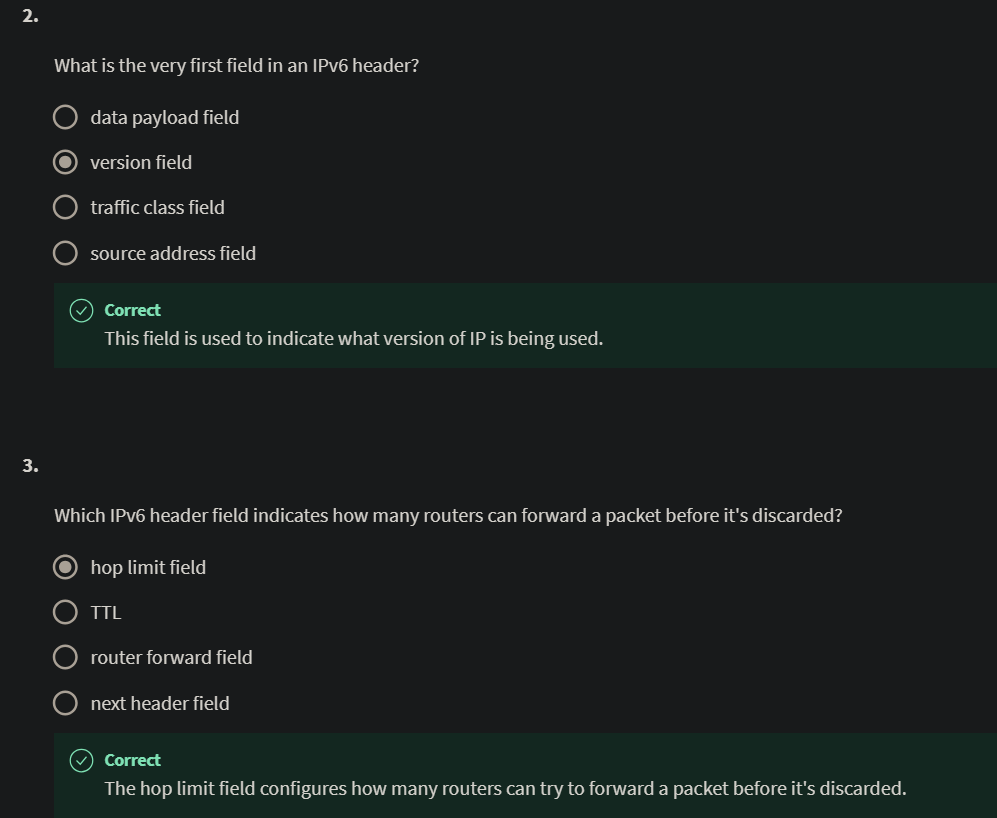 2.
What is the very first field in an IPv6 header?
data payload field
version field
traffic class field
source address field
Correct
This field is used to indicate what version of IP is being used.
3.
Which IPv6 header field indicates how many routers can forward a packet before it's discarded?
hop limit field
TTL
router forward field
next header field
Correct
The hop limit field configures how many routers can try to forward a packet before it's discarded.